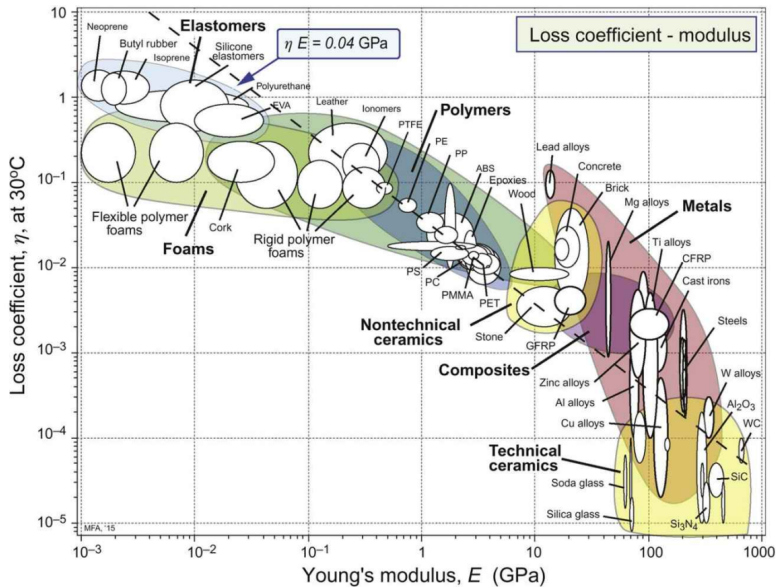 Loss coefficient - modulus
η E = 0.04 GPa
Elastomers
Neoprene
Butyl rubber
Isoprene
Silicone
elastomers
Polyurethane
EVA
Leather
Ionomers
Polymers
PTFE
PE
PP
ABS
Epoxies
Wood
Lead alloys
Concrete
Brick
Mg alloys
Metals
Ti alloys
CFRP
Cast irons
Steels
W alloys
Al2O3
WC
SiC
Si3N4
Flexible polymer
foams
Foams
Cork
Rigid polymer
foams
PS
PC
PMMA
PET
Nontechnical
ceramics
Stone
GFRP
Composites
Zinc alloys
Al alloys
Cu alloys
Technical
ceramics
Soda glass
Silica glass
MFA, '15
Loss coefficient, η, at 30°C
10
1
10⁻¹
10⁻²
10⁻³
10⁻⁴
10⁻⁵
10⁻³
10⁻²
10⁻¹
1
10
100
1000
Young's modulus, E (GPa)